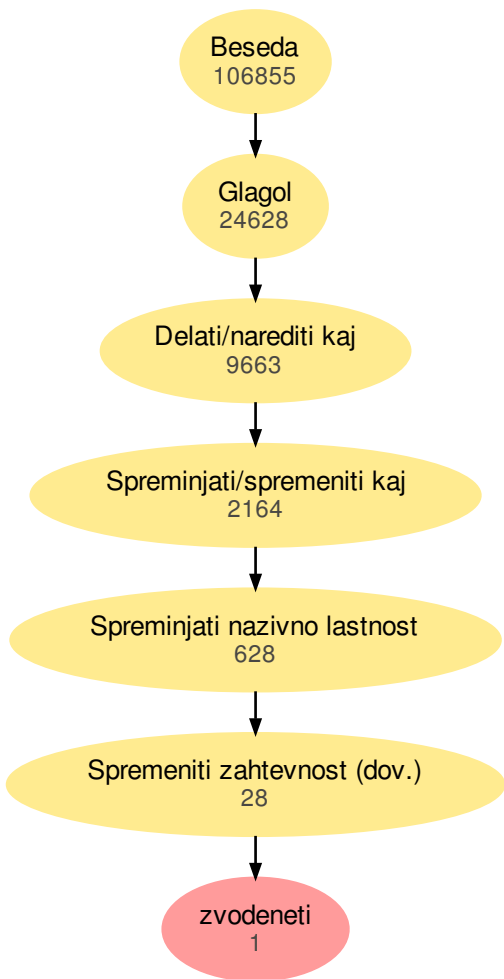 Beseda
106855
Glagol
24628
Delati/narediti kaj
9663
Spreminjati/spremeniti kaj
2164
Spreminjati nazivno lastnost
628
Spremeniti zahtevnost (dov.)
28
zvodeneti
1